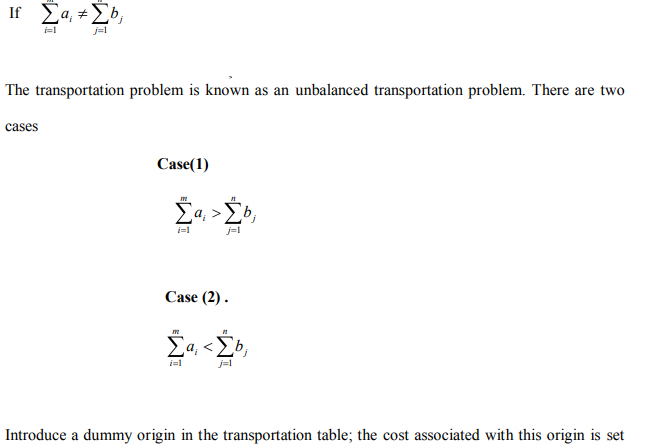 If $\sum_{i=1}^{m} a_i \neq \sum_{j=1}^{n} b_j$
The transportation problem is known as an unbalanced transportation problem. There are two
cases
Case(1)
$\sum_{i=1}^{m} a_i > \sum_{j=1}^{n} b_j$
Case (2) .
$\sum_{i=1}^{m} a_i < \sum_{j=1}^{n} b_j$
Introduce a dummy origin in the transportation table; the cost associated with this origin is set